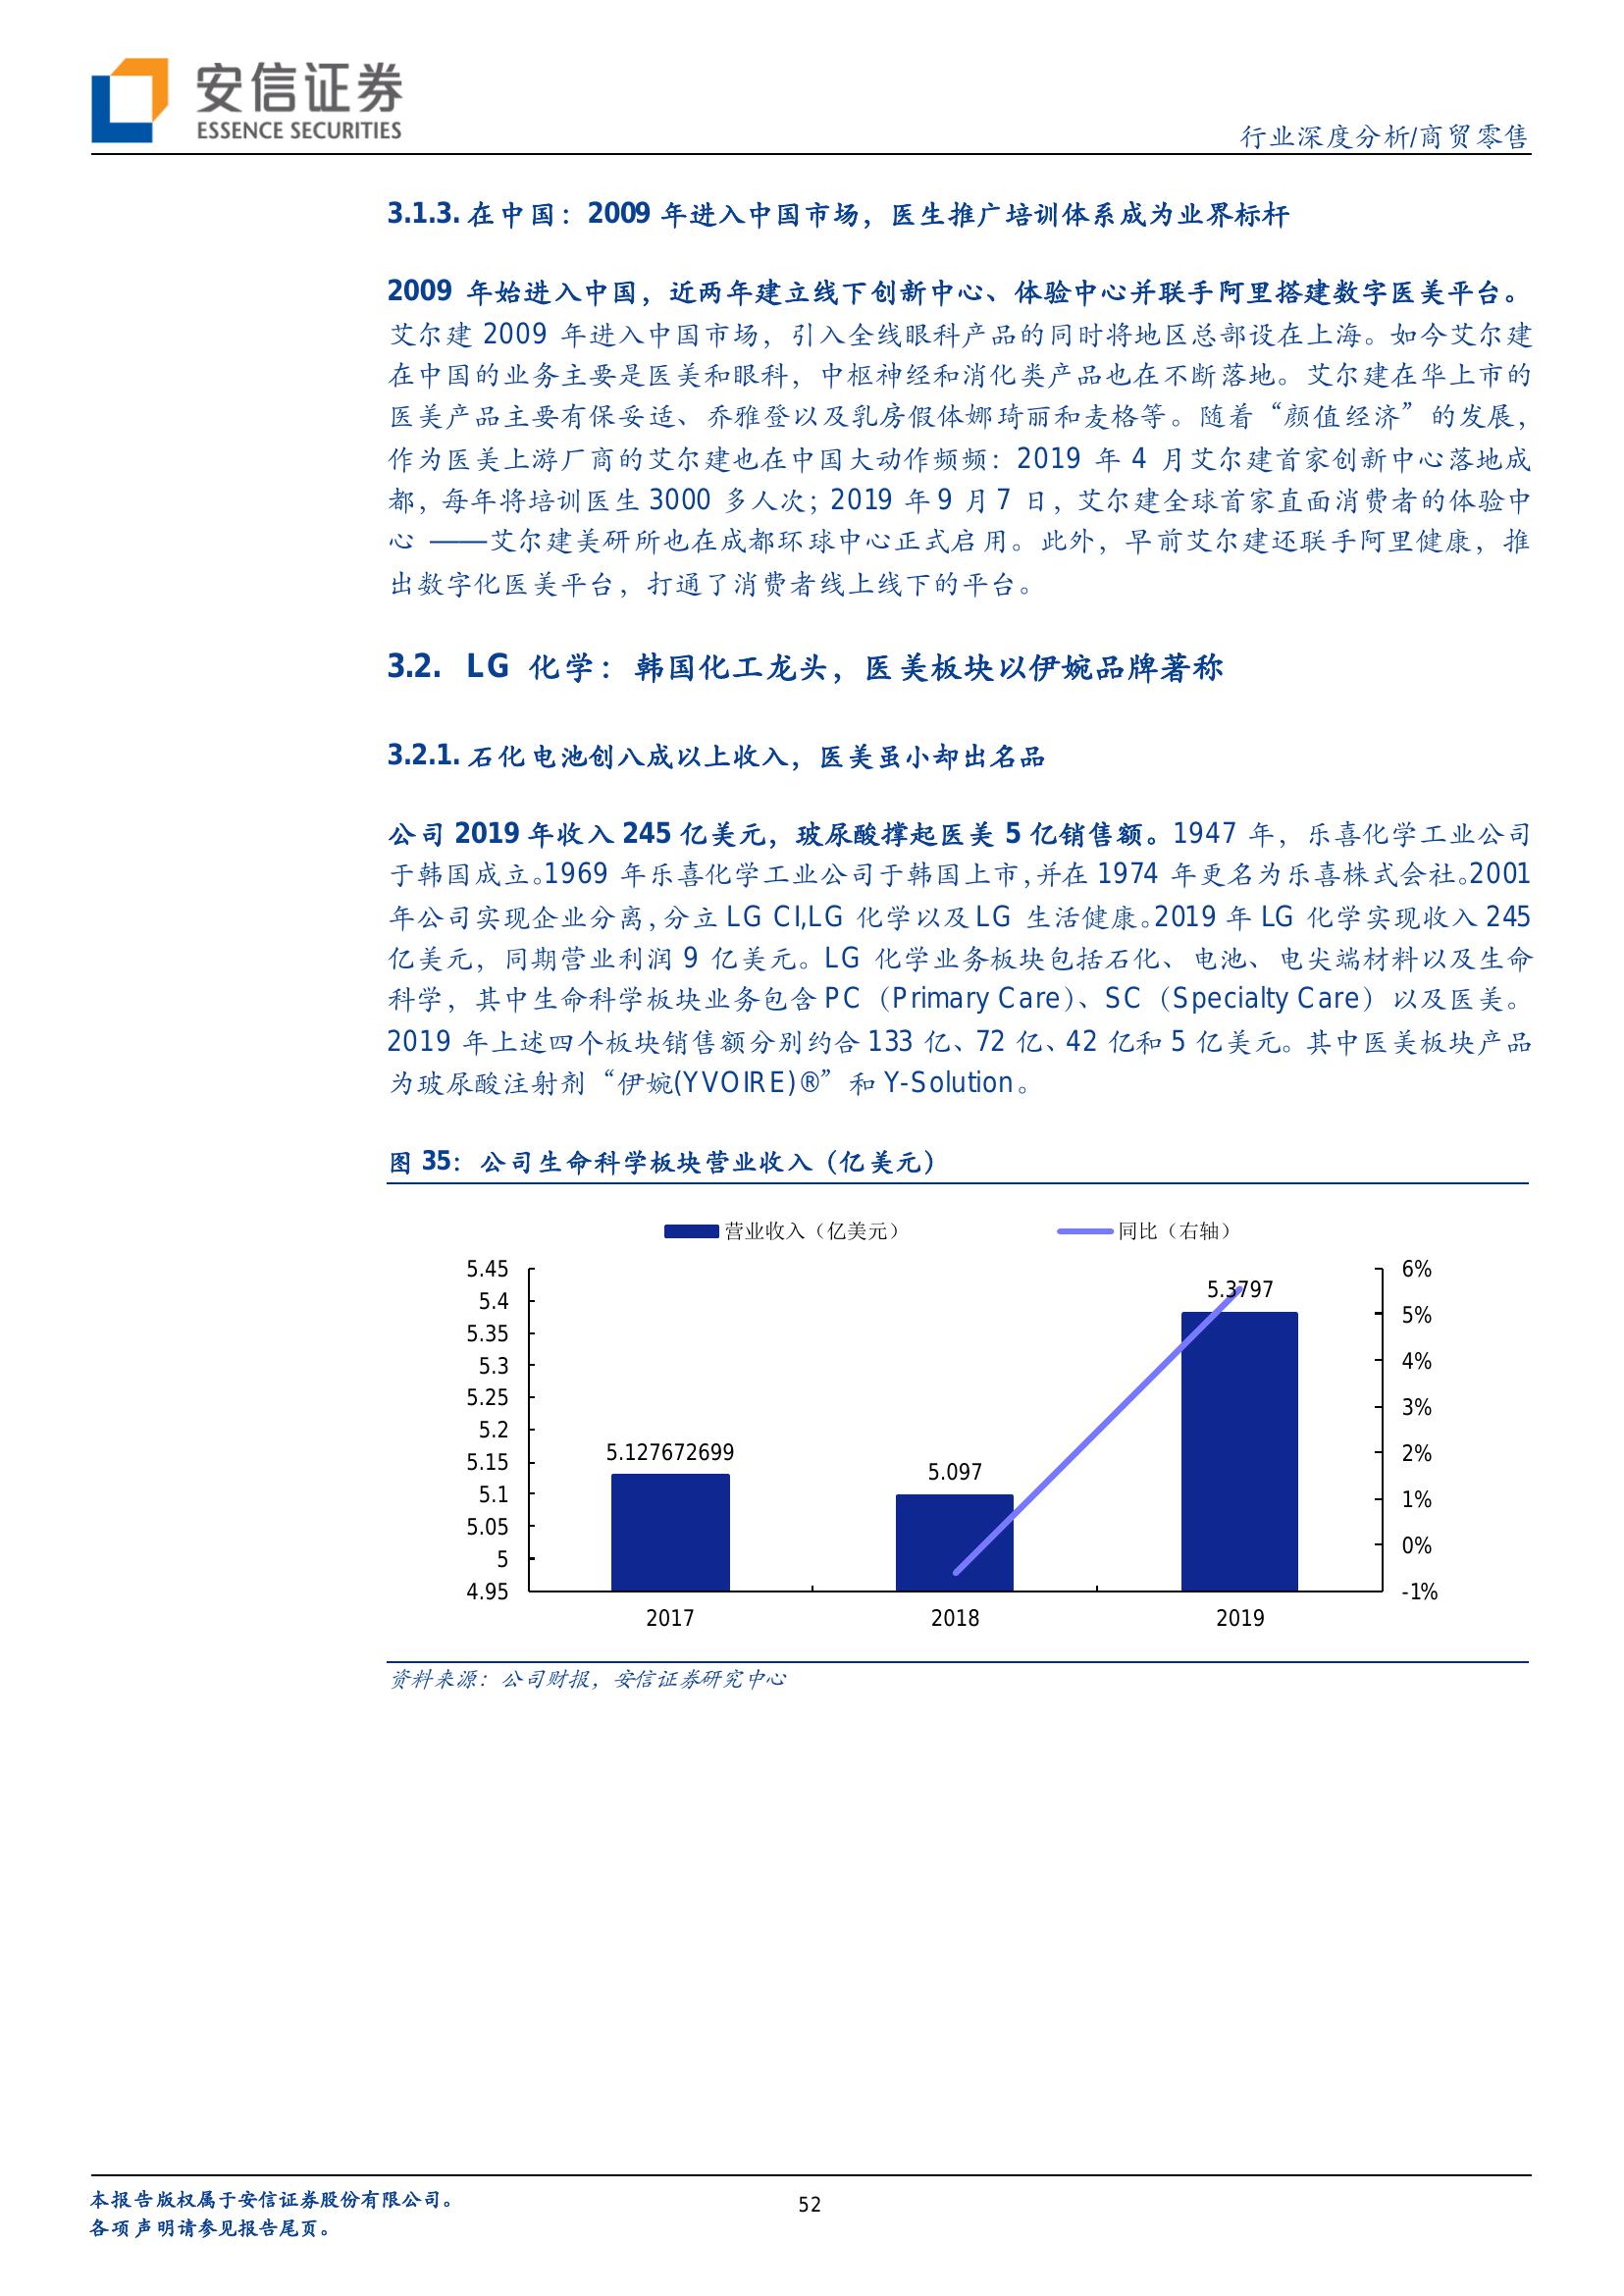 安信证券
ESSENCE SECURITIES
行业深度分析/商贸零售
3.1.3. 在中国：2009 年进入中国市场，医生推广培训体系成为业界标杆
2009 年始进入中国，近两年建立线下创新中心、体验中心并联手阿里搭建数字医美平台。
艾尔建 2009 年进入中国市场，引入全线眼科产品的同时将地区总部设在上海。如今艾尔建
在中国的业务主要是医美和眼科，中枢神经和消化类产品也在不断落地。艾尔建在华上市的
医美产品主要有保妥适、乔雅登以及乳房假体娜琦丽和麦格等。随着“颜值经济”的发展，
作为医美上游厂商的艾尔建也在中国大动作频频：2019 年 4 月艾尔建首家创新中心落地成
都，每年将培训医生 3000 多人次；2019 年 9 月 7 日，艾尔建全球首家直面消费者的体验中
心 ——艾尔建美研所也在成都环球中心正式启用。此外，早前艾尔建还联手阿里健康，推
出数字化医美平台，打通了消费者线上线下的平台。
3.2. LG 化学：韩国化工龙头，医美板块以伊婉品牌著称
3.2.1. 石化电池创八成以上收入，医美虽小却出名品
公司 2019 年收入 245 亿美元，玻尿酸撑起医美 5 亿销售额。1947 年，乐喜化学工业公司
于韩国成立。1969 年乐喜化学工业公司于韩国上市，并在 1974 年更名为乐喜株式会社。2001
年公司实现企业分离，分立 LG CI,LG 化学以及 LG 生活健康。2019 年 LG 化学实现收入 245
亿美元，同期营业利润 9 亿美元。LG 化学业务板块包括石化、电池、电尖端材料以及生命
科学，其中生命科学板块业务包含 PC（Primary Care）、SC（Specialty Care）以及医美。
2019 年上述四个板块销售额分别约合 133 亿、72 亿、42 亿和 5 亿美元。其中医美板块产品
为玻尿酸注射剂“伊婉(YVOIRE)®”和 Y-Solution。
图 35：公司生命科学板块营业收入（亿美元）
营业收入（亿美元） 同比（右轴）
5.45 6%
5.4 5.3797
5.35 5%
5.3 4%
5.25 3%
5.2
5.15 5.127672699 2%
5.1 5.097 1%
5.05
5 0%
4.95 -1%
2017 2018 2019
资料来源：公司财报，安信证券研究中心
本报告版权属于安信证券股份有限公司。
各项声明请参见报告尾页。
52